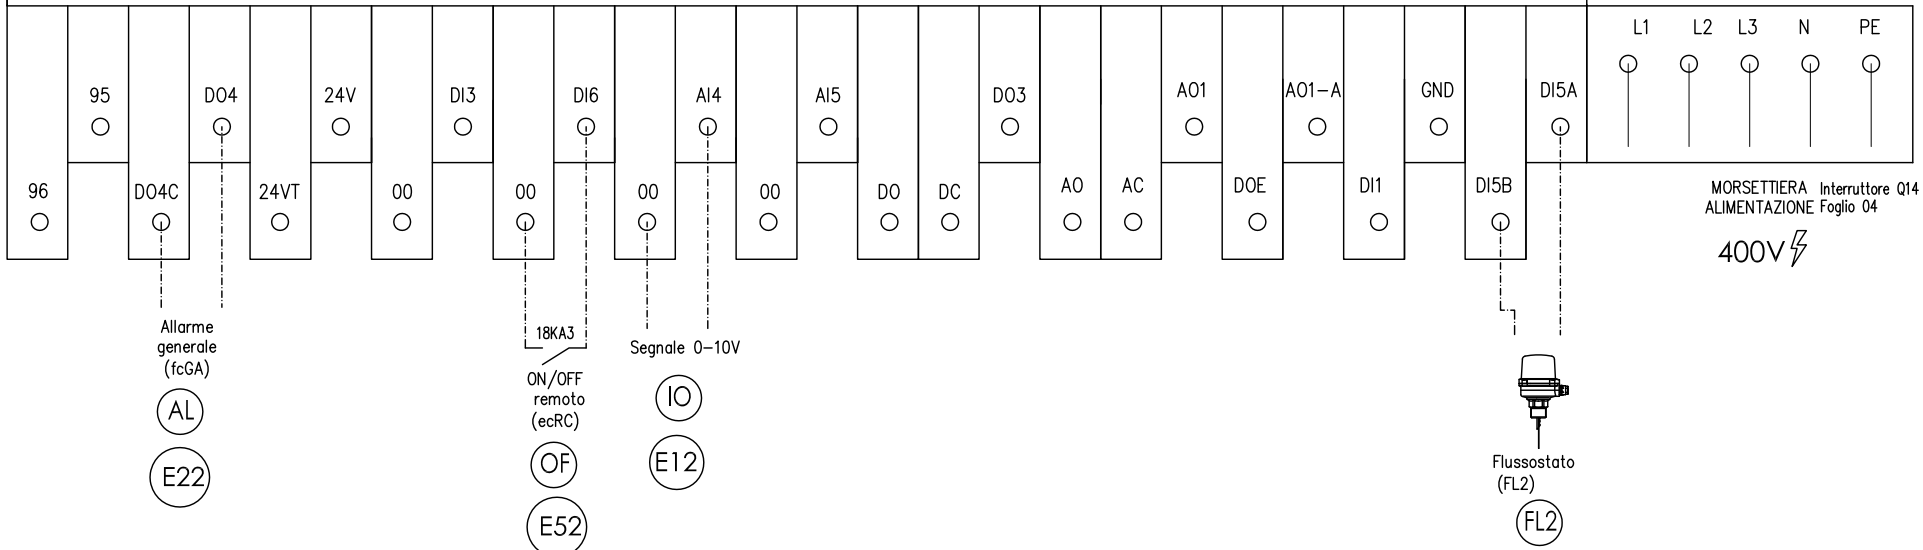 L1 L2 L3 N PE
95 DO4 24V DI3 DI6 AI4 AI5 DO3 AO1 AO1-A GND DI5A
96 DO4C 24VT 00 00 00 00 DO DC AO AC DOE DI1 DI5B
MORSETTIERA Interruttore Q14
ALIMENTAZIONE Foglio 04
400V
Allarme
generale
(fcGA)
AL
E22
18KA3
ON/OFF
remoto
(ecRC)
OF
E52
Segnale 0-10V
IO
E12
Flussostato
(FL2)
FL2